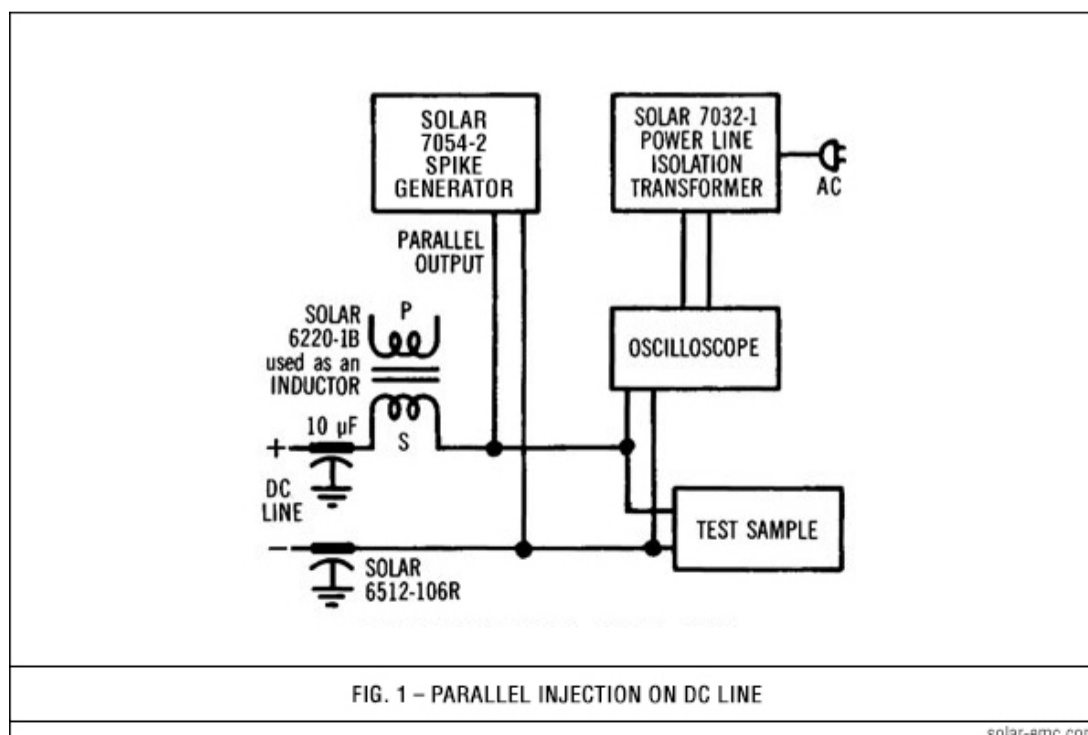 SOLAR
7054-2
SPIKE
GENERATOR
SOLAR 7032-1
POWER LINE
ISOLATION
TRANSFORMER
AC
PARALLEL
OUTPUT
SOLAR
6220-1B
used as an
INDUCTOR
P
S
OSCILLOSCOPE
10 µF
+
DC
LINE
−
TEST SAMPLE
SOLAR
6512-106R
FIG. 1 – PARALLEL INJECTION ON DC LINE